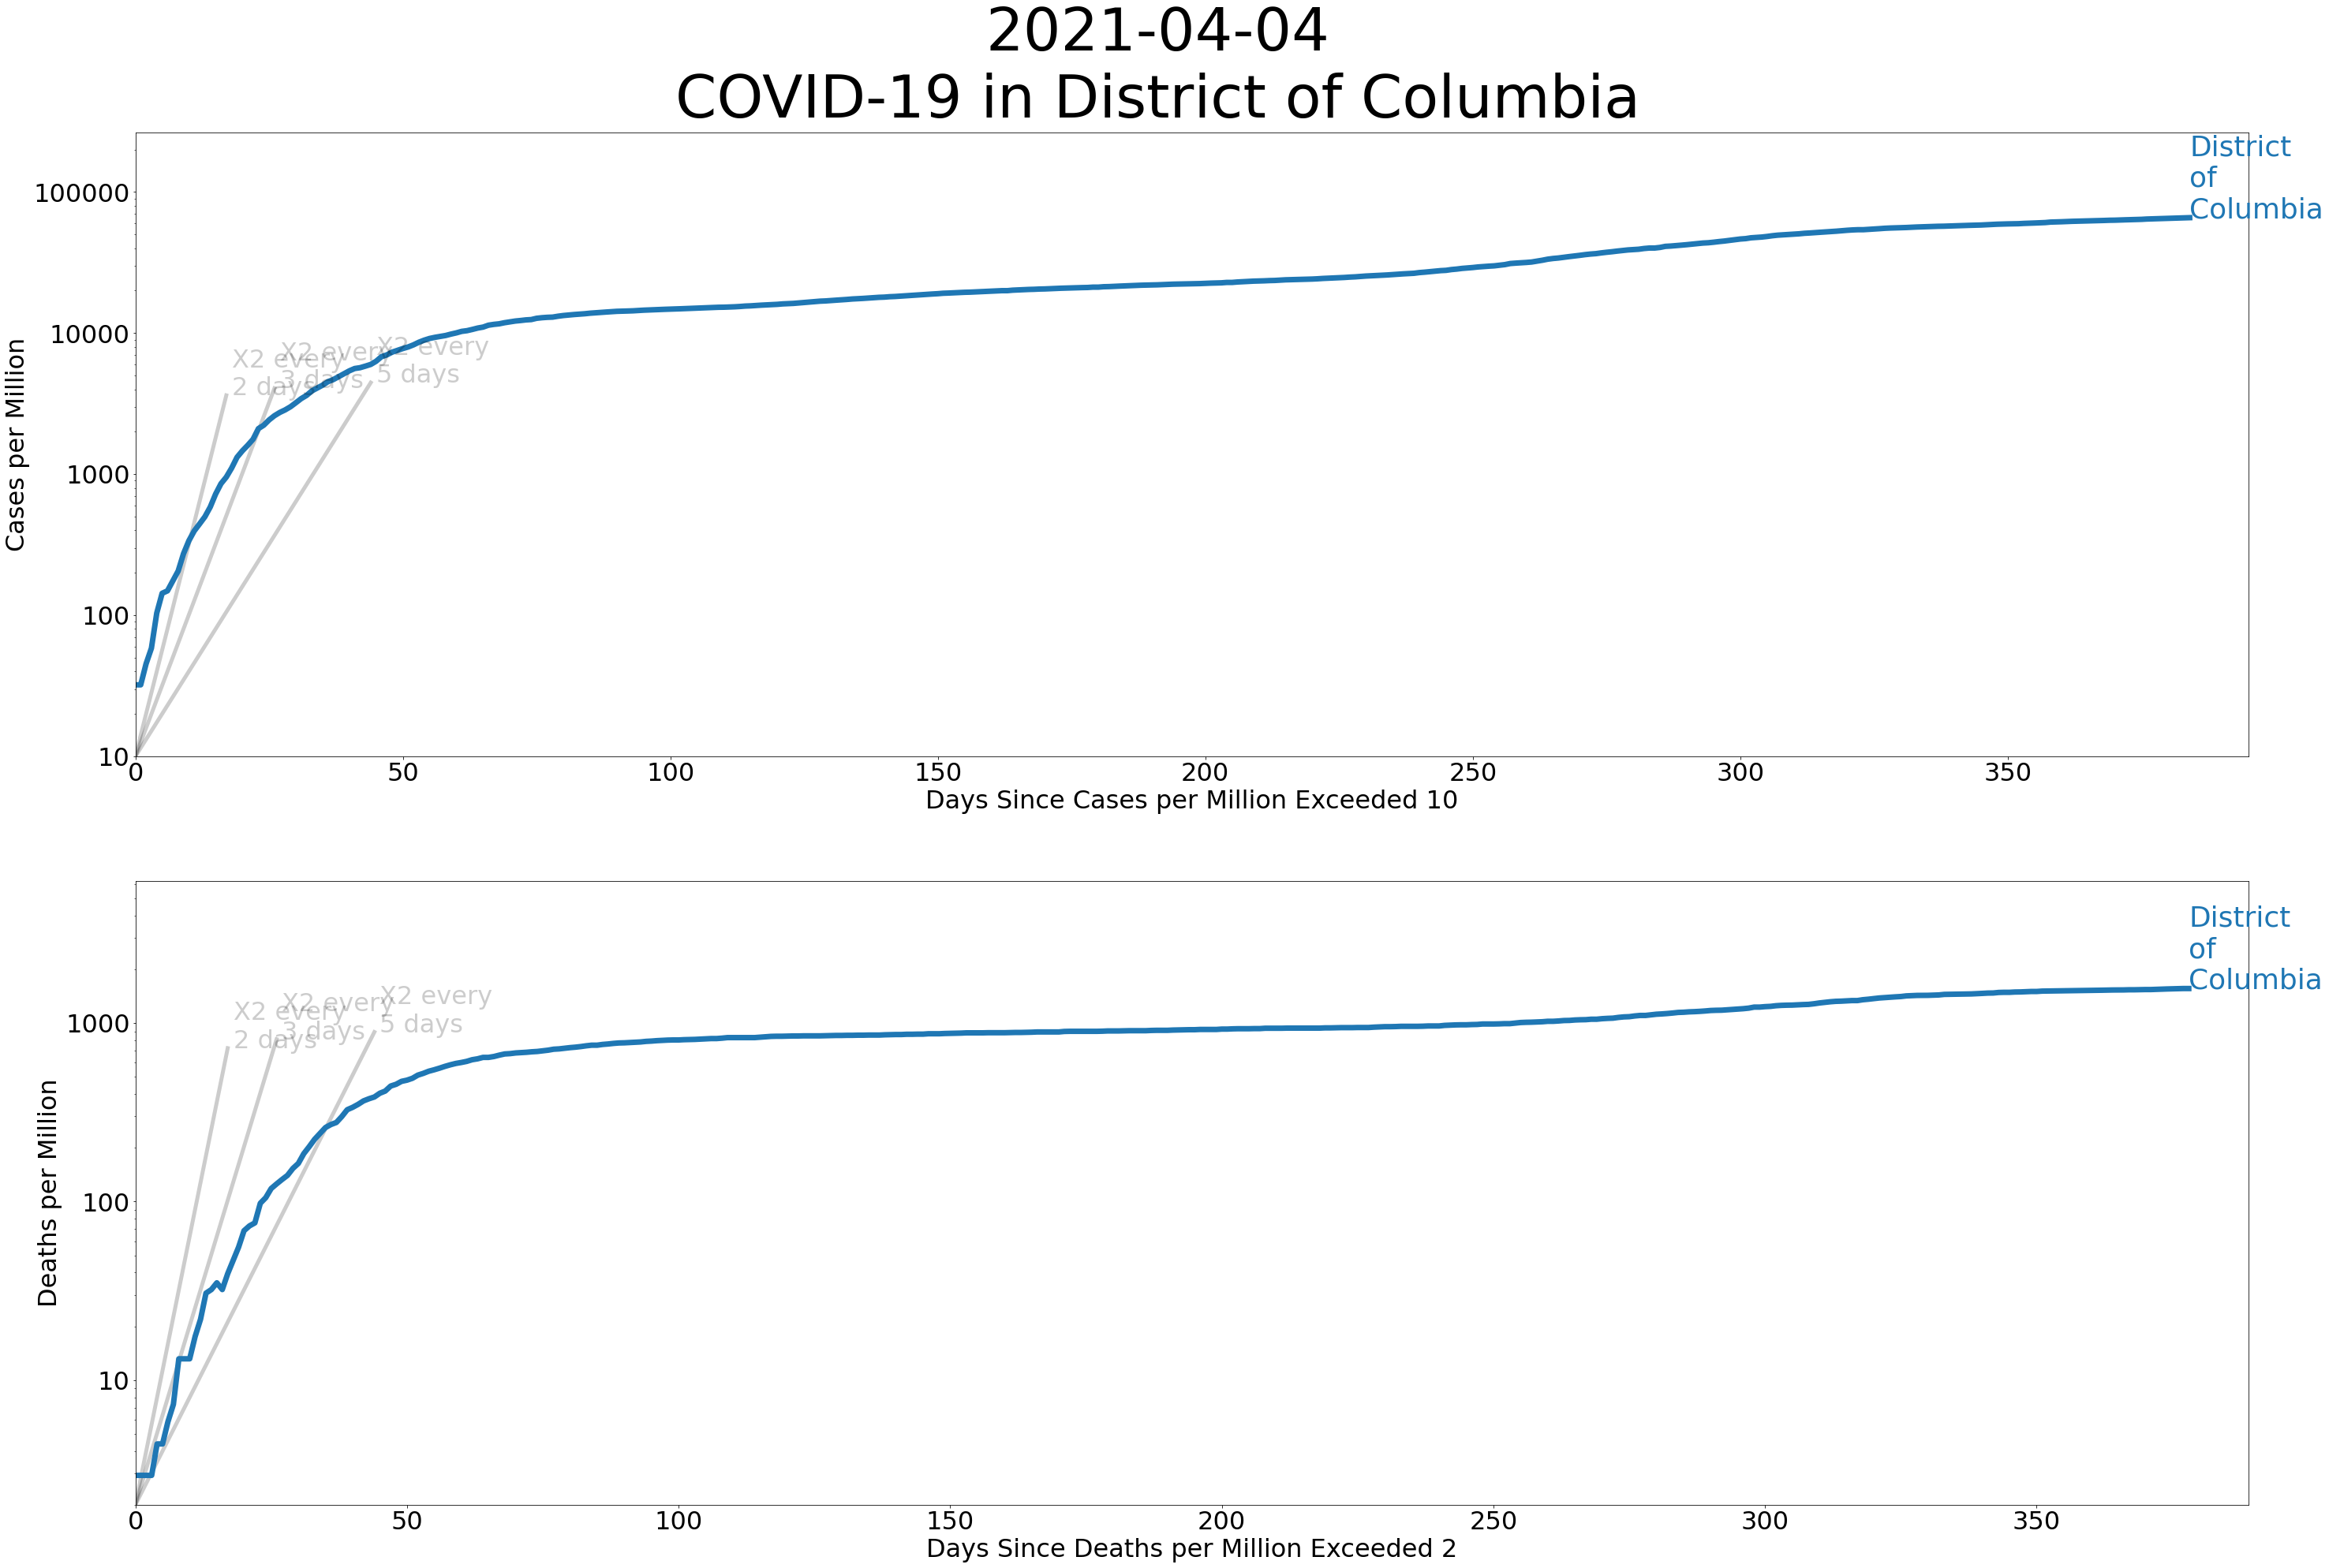 2021-04-04
COVID-19 in District of Columbia
District
of
Columbia
100000
10000
1000
100
10
Cases per Million
X2 every
2 days
X2 every
3 days
X2 every
5 days
0 50 100 150 200 250 300 350
Days Since Cases per Million Exceeded 10
District
of
Columbia
1000
100
10
Deaths per Million
X2 every
2 days
X2 every
3 days
X2 every
5 days
0 50 100 150 200 250 300 350
Days Since Deaths per Million Exceeded 2